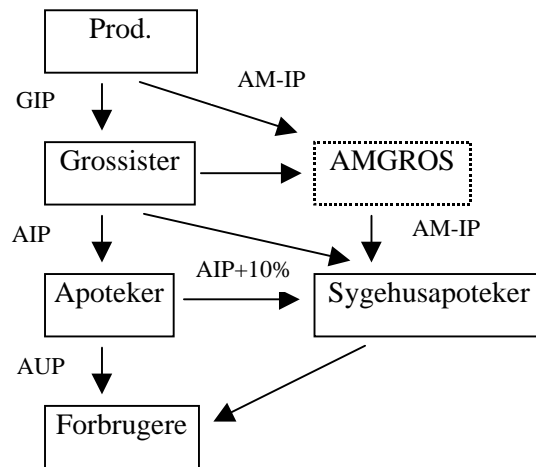 Prod.
AM-IP
GIP
Grossister
AMGROS
AIP
AM-IP
AIP+10%
Apoteker
Sygehusapoteker
AUP
Forbrugere